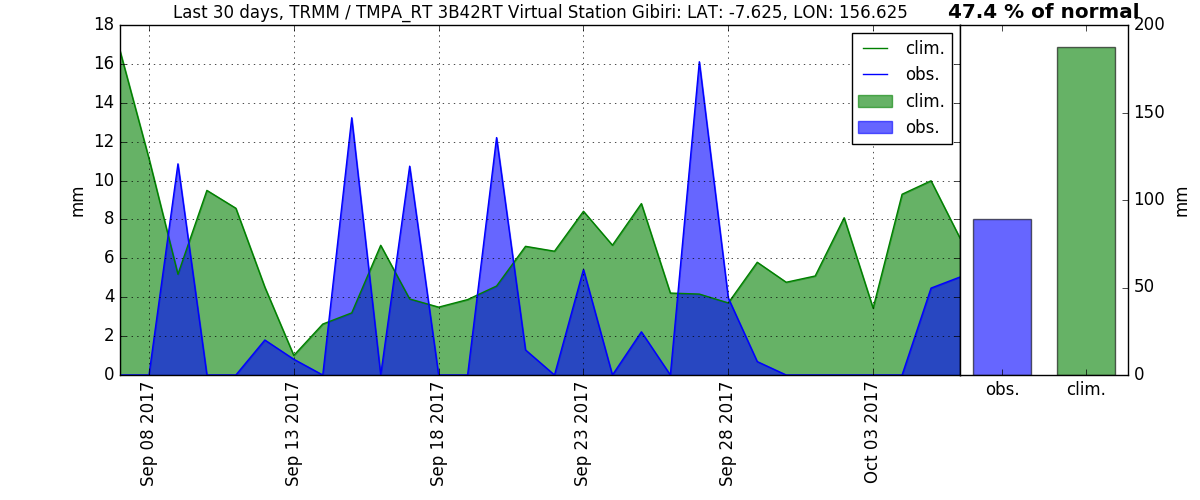 Last 30 days, TRMM / TMPA_RT 3B42RT Virtual Station Gibiri: LAT: -7.625, LON: 156.625
47.4 % of normal
18
16
14
12
10
8
6
4
2
0
mm
clim.
obs.
clim.
obs.
Sep 08 2017
Sep 13 2017
Sep 18 2017
Sep 23 2017
Sep 28 2017
Oct 03 2017
200
150
100
50
0
mm
obs.
clim.